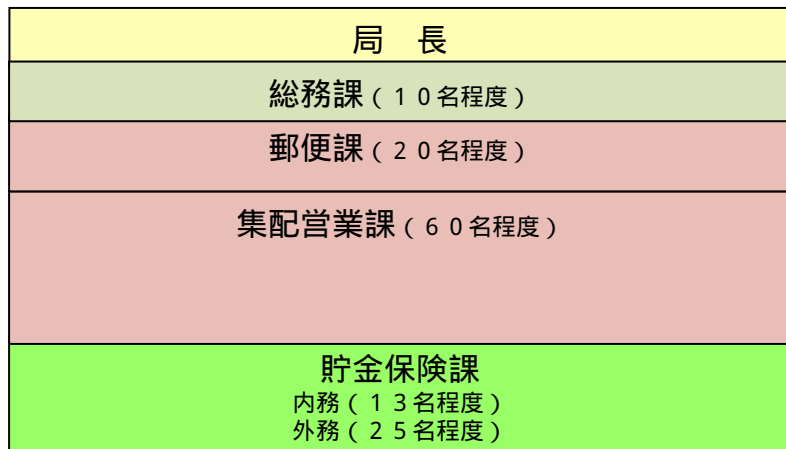 局　長
総務課（１０名程度）
郵便課（２０名程度）
集配営業課（６０名程度）
貯金保険課
内務（１３名程度）
外務（２５名程度）